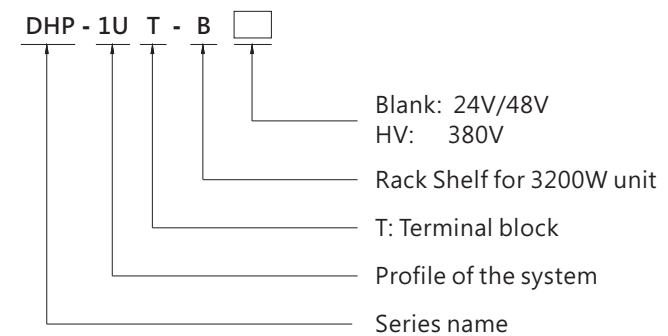 DHP - 1U T - B
Blank: 24V/48V
HV: 380V
Rack Shelf for 3200W unit
T: Terminal block
Profile of the system
Series name